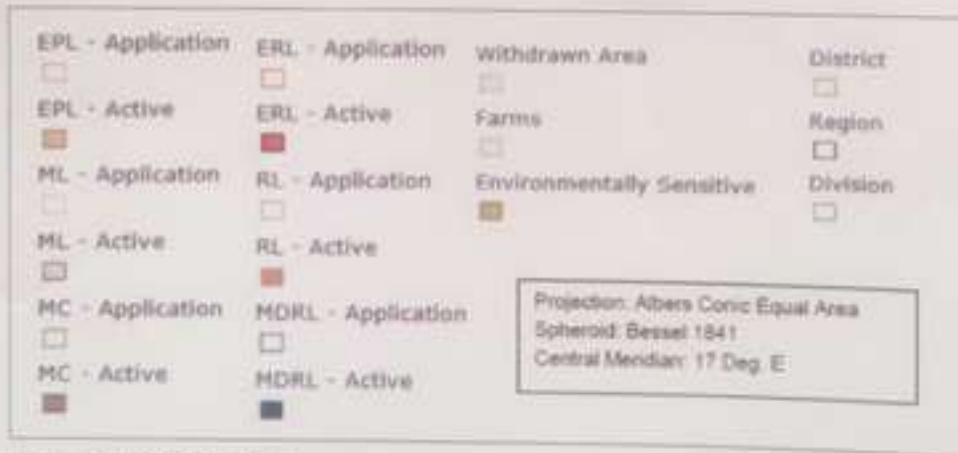 EPL - Application
EPL - Active
ML - Application
ML - Active
MC - Application
MC - Active
ERL - Application
ERL - Active
RL - Application
RL - Active
MDRL - Application
MDRL - Active
Withdrawn Area
Farms
Environmentally Sensitive
District
Region
Division
Projection: Albers Conic Equal Area
Spheroid: Bessel 1841
Central Meridian: 17 Deg. E